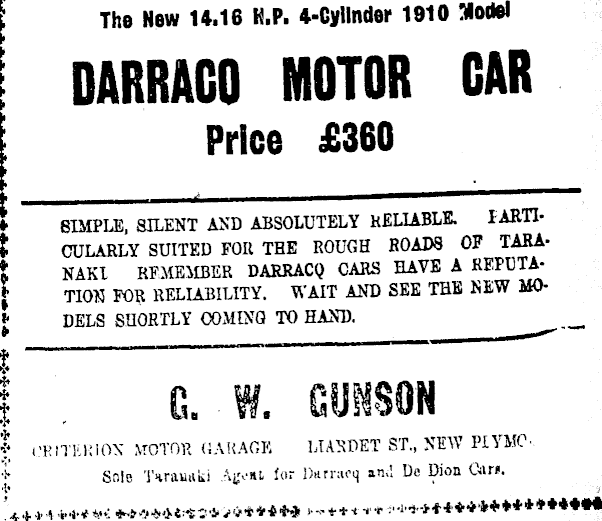 The New 14.16 H.P. 4-Cylinder 1910 Model
DARRACQ MOTOR CAR
Price £360
SIMPLE, SILENT AND ABSOLUTELY RELIABLE. PARTI-
CULARLY SUITED FOR THE ROUGH ROADS OF TARA-
NAKI. REMEMBER DARRACQ CARS HAVE A REPUTA-
TION FOR RELIABILITY. WAIT AND SEE THE NEW MO-
DELS SHORTLY COMING TO HAND.
G. W. GUNSON
CRITERION MOTOR GARAGE LIARDET ST., NEW PLYMO
Sole Taranaki Agent for Darracq and De Dion Cars.